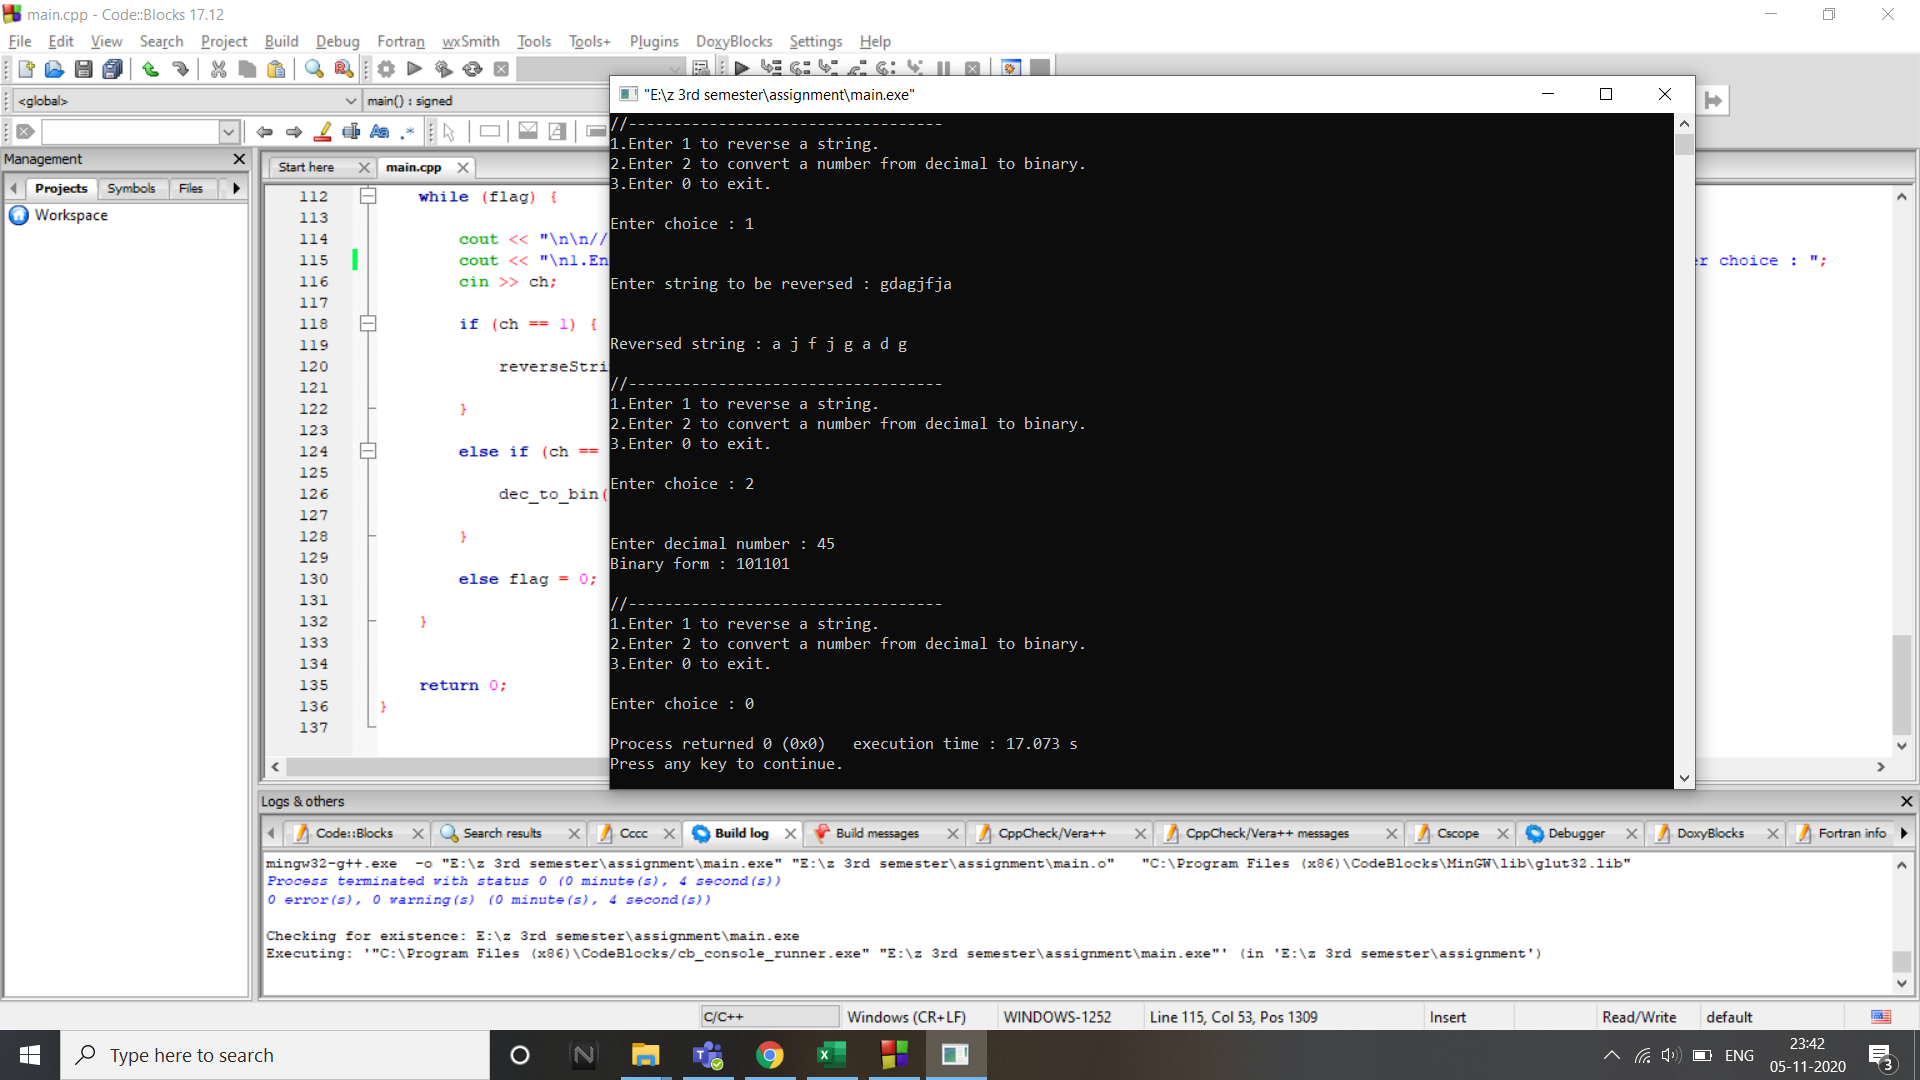 main.cpp - Code::Blocks 17.12
File Edit View Search Project Build Debug Fortran wxSmith Tools Tools+ Plugins DoxyBlocks Settings Help
<global> main() : signed
Management
Projects Symbols Files
Workspace
Start here main.cpp
112 while (flag) {
113
114 cout << "\n\n//
115 cout << "\n1.En
er choice : ";
116 cin >> ch;
117
118 if (ch == 1) {
119
120 reverseStri
121
122 }
123
124 else if (ch ==
125
126 dec_to_bin(
127
128 }
129
130 else flag = 0;
131
132 }
133
134
135 return 0;
136 }
137
"E:\z 3rd semester\assignment\main.exe"
//-----------------------------------
1.Enter 1 to reverse a string.
2.Enter 2 to convert a number from decimal to binary.
3.Enter 0 to exit.
Enter choice : 1
Enter string to be reversed : gdagjfja
Reversed string : a j f j g a d g
//-----------------------------------
1.Enter 1 to reverse a string.
2.Enter 2 to convert a number from decimal to binary.
3.Enter 0 to exit.
Enter choice : 2
Enter decimal number : 45
Binary form : 101101
//-----------------------------------
1.Enter 1 to reverse a string.
2.Enter 2 to convert a number from decimal to binary.
3.Enter 0 to exit.
Enter choice : 0
Process returned 0 (0x0)   execution time : 17.073 s
Press any key to continue.
Logs & others
Code::Blocks Search results Cccc Build log Build messages CppCheck/Vera++ CppCheck/Vera++ messages Cscope Debugger DoxyBlocks Fortran info
mingw32-g++.exe  -o "E:\z 3rd semester\assignment\main.exe" "E:\z 3rd semester\assignment\main.o"   "C:\Program Files (x86)\CodeBlocks\MinGW\lib\glut32.lib"
Process terminated with status 0 (0 minute(s), 4 second(s))
0 error(s), 0 warning(s) (0 minute(s), 4 second(s))
Checking for existence: E:\z 3rd semester\assignment\main.exe
Executing: '"C:\Program Files (x86)\CodeBlocks/cb_console_runner.exe" "E:\z 3rd semester\assignment\main.exe"' (in 'E:\z 3rd semester\assignment')
C/C++ Windows (CR+LF) WINDOWS-1252 Line 115, Col 53, Pos 1309 Insert Read/Write default
Type here to search
ENG
23:42
05-11-2020
3